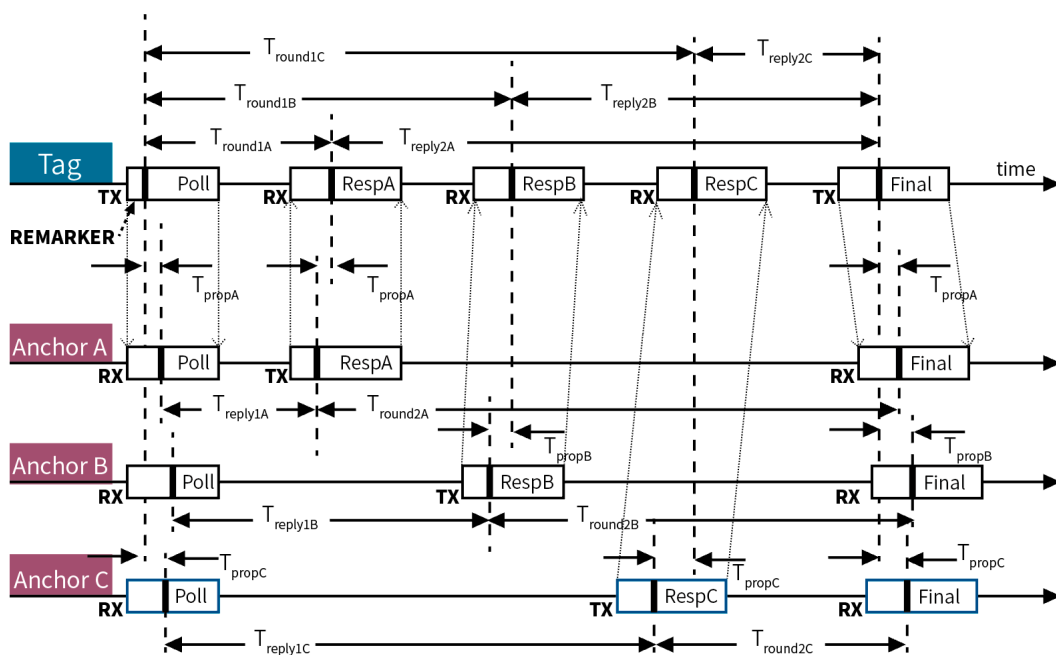 Tround1C
Treply2C
Tround1B
Treply2B
Tround1A
Treply2A
Tag
TX
Poll
RX
RespA
RX
RespB
RX
RespC
TX
Final
time
REMARKER
TpropA
TpropA
TpropA
Anchor A
RX
Poll
TX
RespA
RX
Final
Treply1A
Tround2A
TpropB
TpropB
Anchor B
RX
Poll
TX
RespB
RX
Final
Treply1B
Tround2B
TpropC
TpropC
TpropC
Anchor C
RX
Poll
TX
RespC
RX
Final
Treply1C
Tround2C